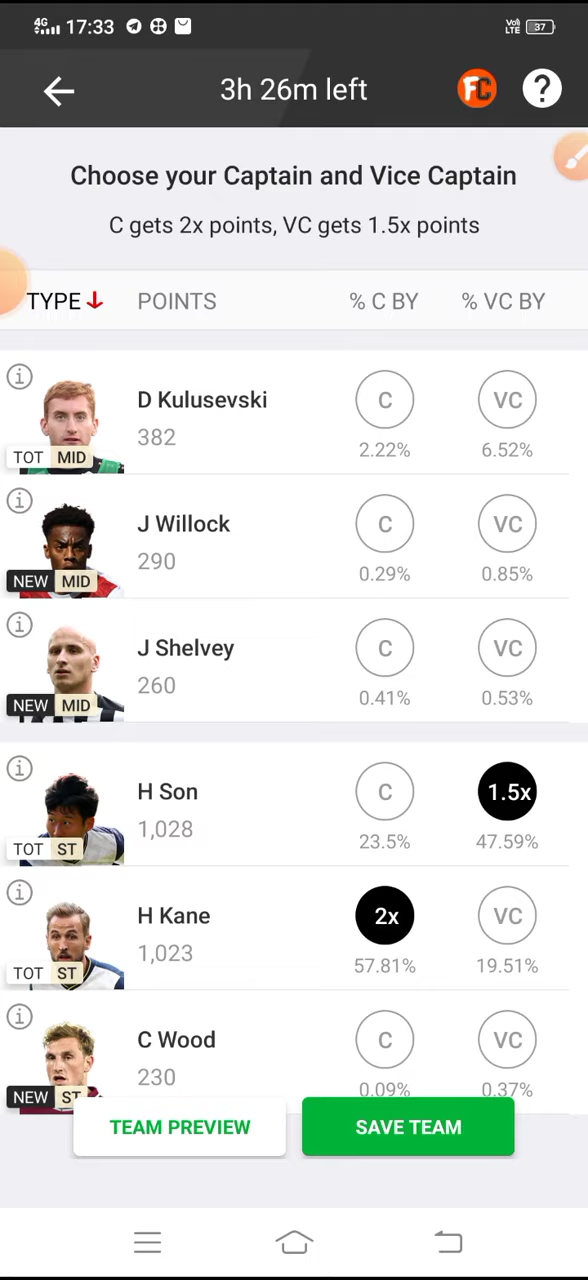 4G 17:33 Vol LTE 37
3h 26m left FC ?
Choose your Captain and Vice Captain
C gets 2x points, VC gets 1.5x points
TYPE POINTS % C BY % VC BY
D Kulusevski C VC
382 2.22% 6.52%
TOT MID
J Willock C VC
290 0.29% 0.85%
NEW MID
J Shelvey C VC
260 0.41% 0.53%
NEW MID
H Son C 1.5x
1,028 23.5% 47.59%
TOT ST
H Kane 2x VC
1,023 57.81% 19.51%
TOT ST
C Wood C VC
230 0.09% 0.37%
NEW ST
TEAM PREVIEW SAVE TEAM